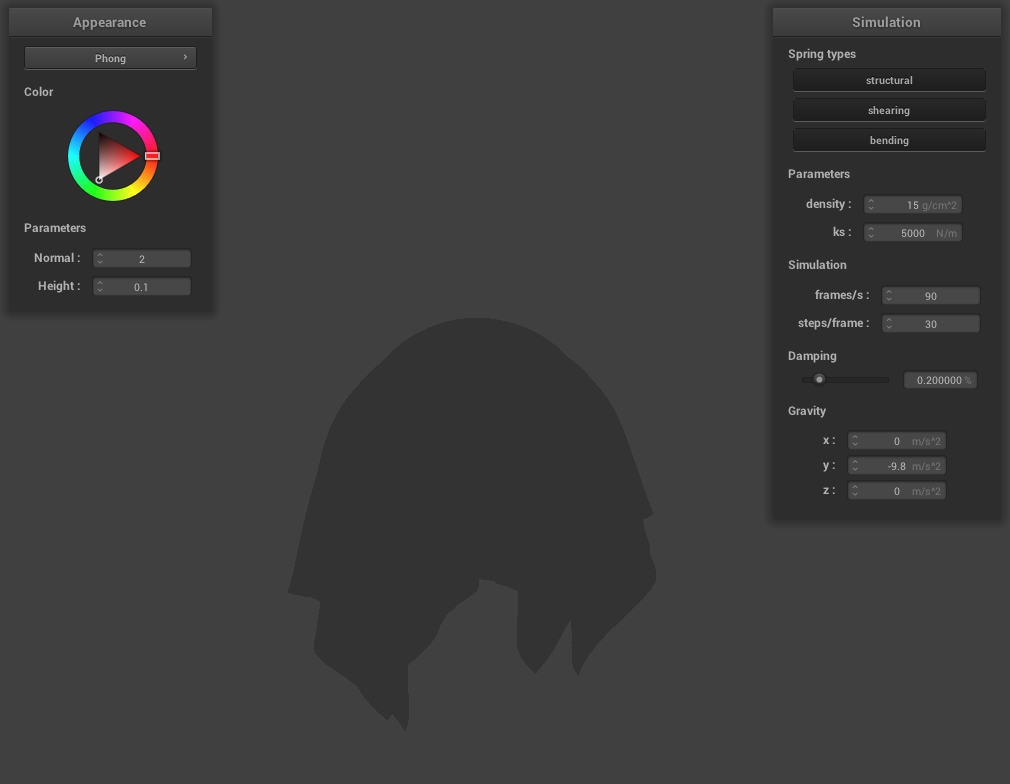 Appearance
Phong
Color
Parameters
Normal : 2
Height : 0.1
Simulation
Spring types
structural
shearing
bending
Parameters
density : 15 g/cm^2
ks : 5000 N/m
Simulation
frames/s : 90
steps/frame : 30
Damping
0.200000 %
Gravity
x : 0 m/s^2
y : -9.8 m/s^2
z : 0 m/s^2